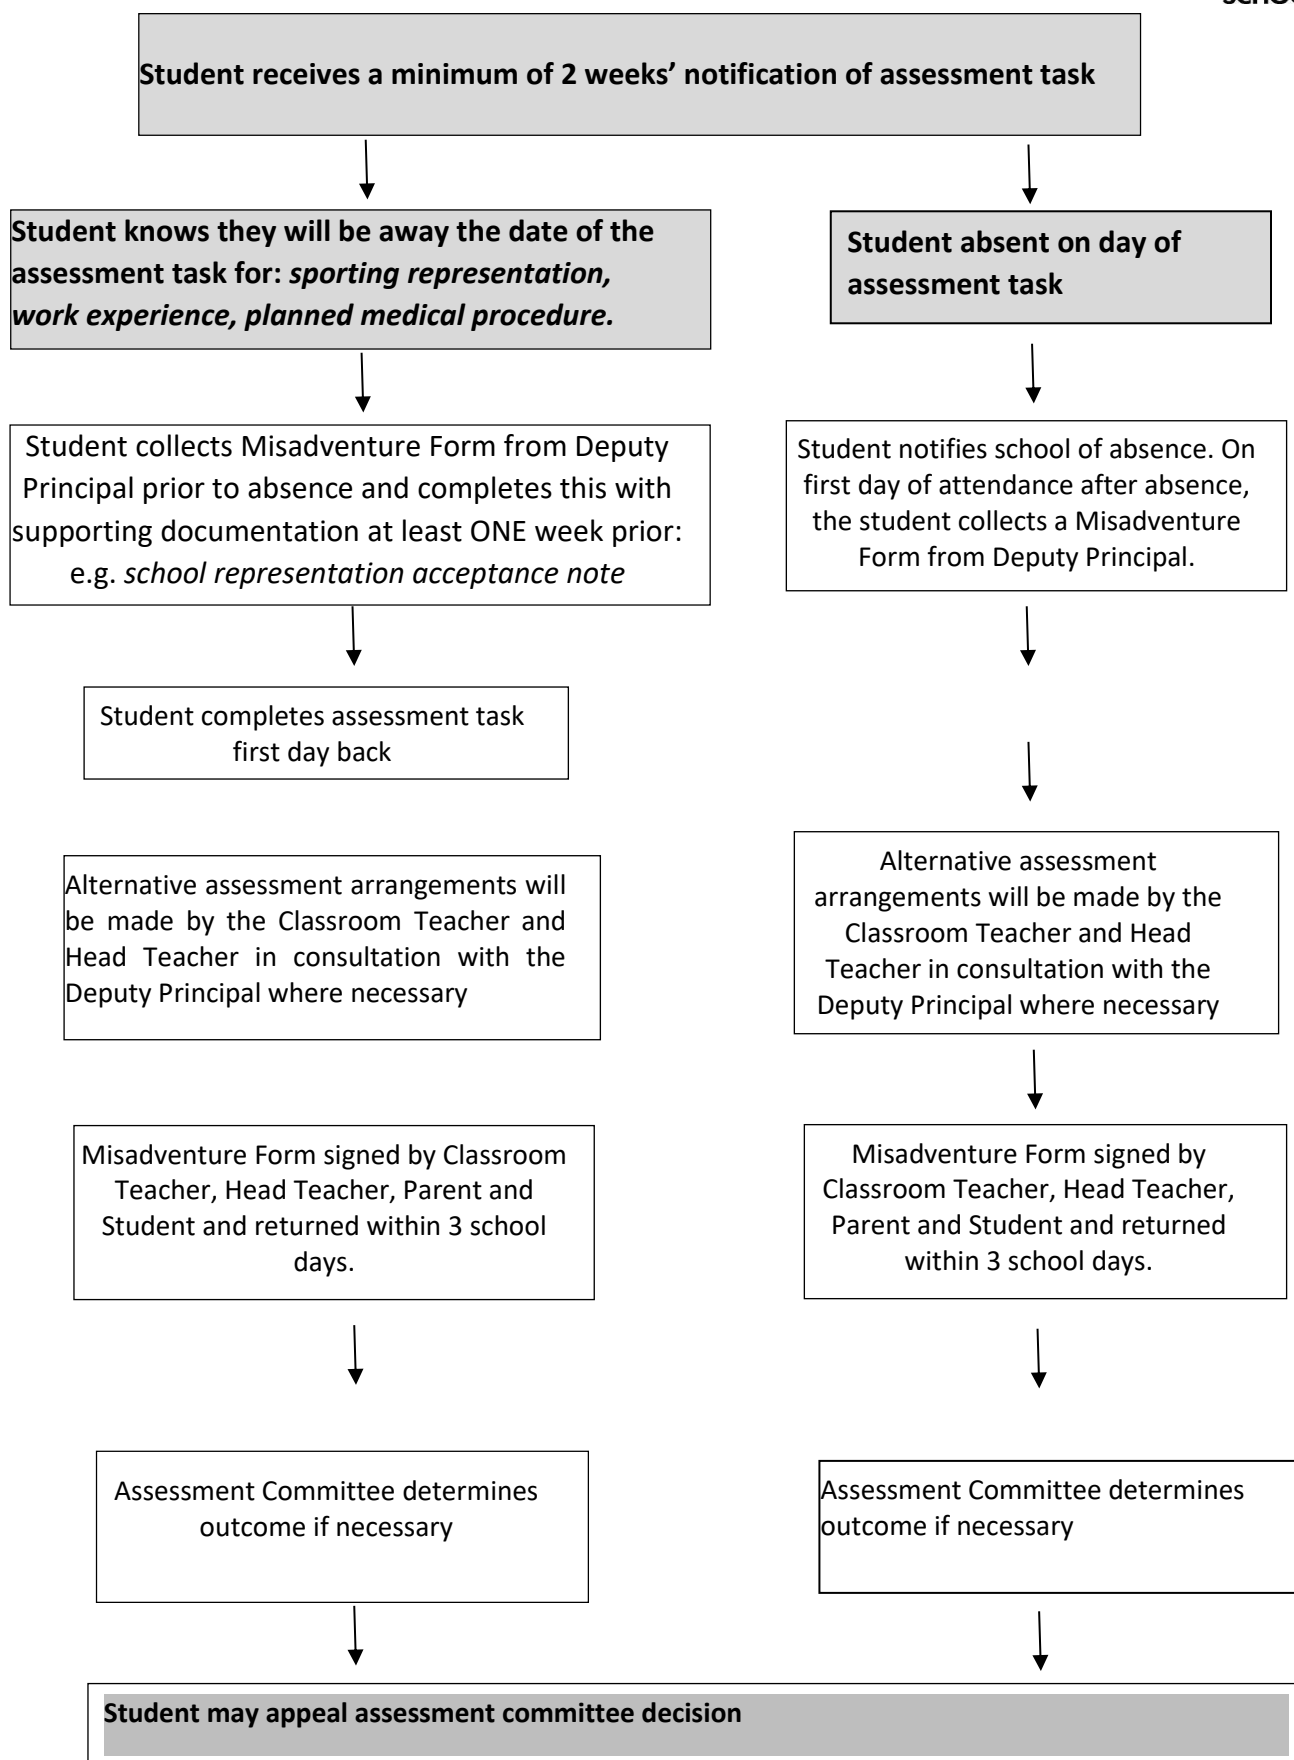 Student receives a minimum of 2 weeks’ notification of assessment task
Student knows they will be away the date of the
assessment task for: sporting representation,
work experience, planned medical procedure.
Student absent on day of
assessment task
Student collects Misadventure Form from Deputy
Principal prior to absence and completes this with
supporting documentation at least ONE week prior:
e.g. school representation acceptance note
Student notifies school of absence. On
first day of attendance after absence,
the student collects a Misadventure
Form from Deputy Principal.
Student completes assessment task
first day back
Alternative assessment arrangements will
be made by the Classroom Teacher and
Head Teacher in consultation with the
Deputy Principal where necessary
Alternative assessment
arrangements will be made by the
Classroom Teacher and Head
Teacher in consultation with the
Deputy Principal where necessary
Misadventure Form signed by Classroom
Teacher, Head Teacher, Parent and
Student and returned within 3 school
days.
Misadventure Form signed by
Classroom Teacher, Head Teacher,
Parent and Student and returned
within 3 school days.
Assessment Committee determines
outcome if necessary
Assessment Committee determines
outcome if necessary
Student may appeal assessment committee decision